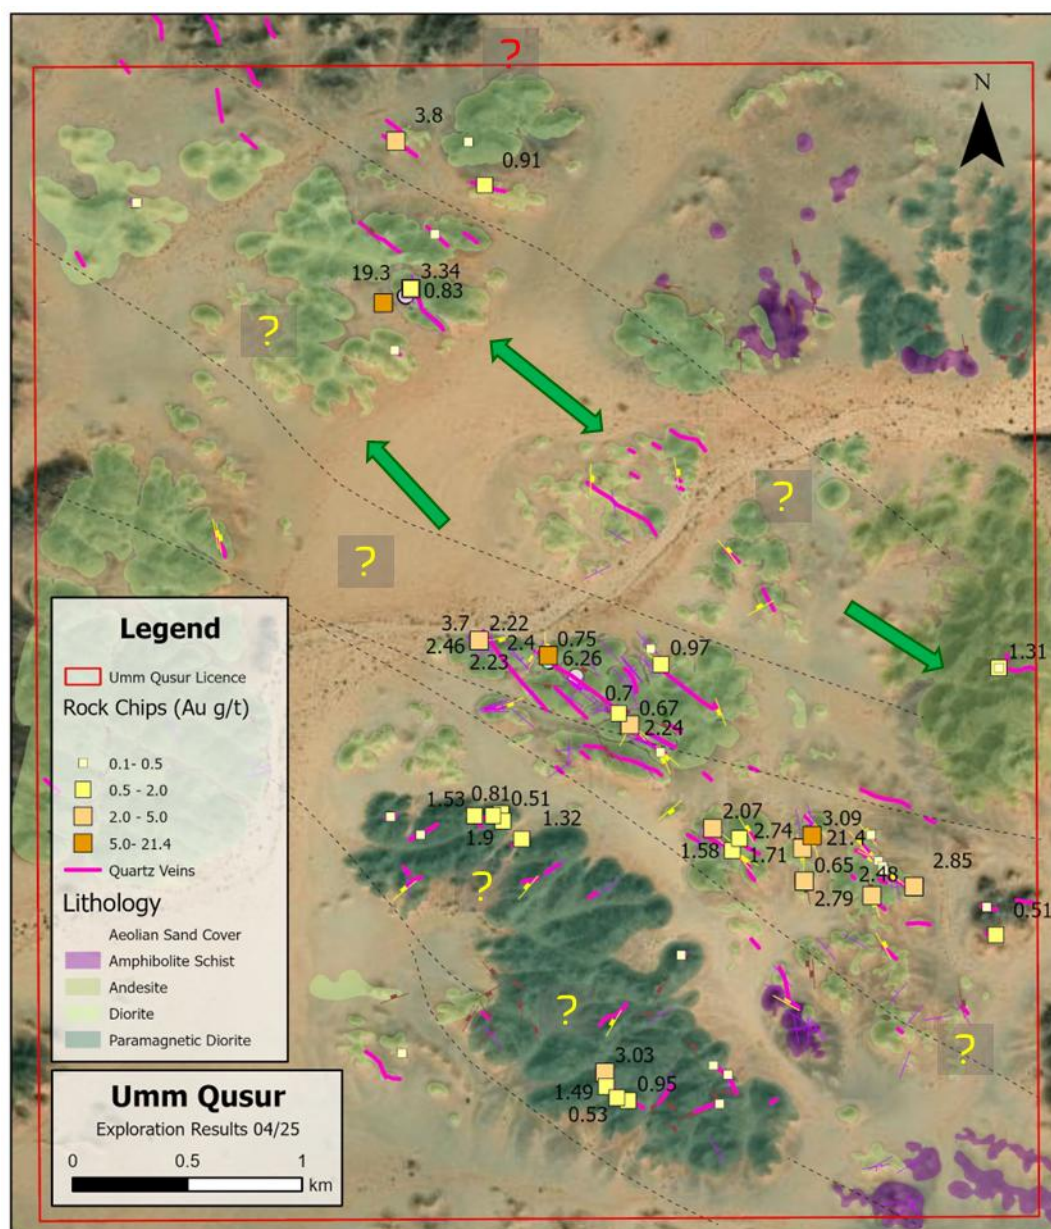 ?
N
3.8
0.91
19.3
3.34
0.83
?
?
?
3.7
2.22
2.46
2.4
2.23
0.75
6.26
0.97
0.7
0.67
2.24
1.31
1.53
0.81
0.51
1.9
1.32
?
2.07
2.74
1.58
1.71
3.09
21.4
0.65
2.48
2.85
2.79
0.51
?
?
3.03
1.49
0.95
0.53
Legend
Umm Qusur Licence
Rock Chips (Au g/t)
0.1- 0.5
0.5 - 2.0
2.0 - 5.0
5.0- 21.4
Quartz Veins
Lithology
Aeolian Sand Cover
Amphibolite Schist
Andesite
Diorite
Paramagnetic Diorite
Umm Qusur
Exploration Results 04/25
0 0.5 1
km